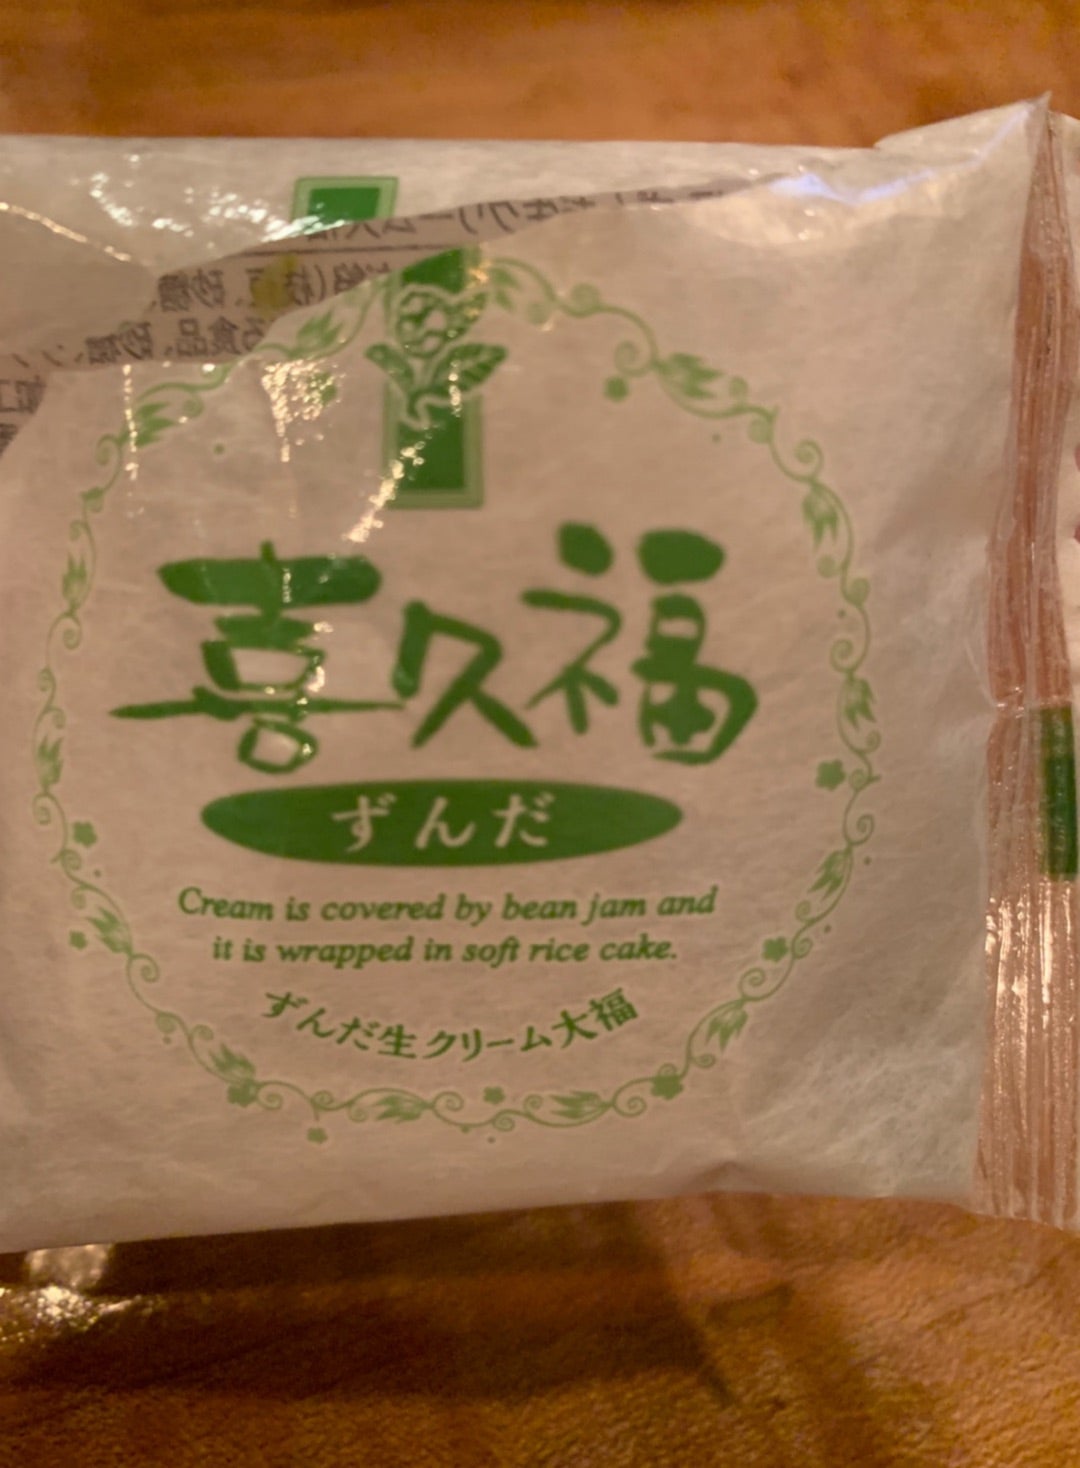 喜久福
ずんだ
Cream is covered by bean jam and
it is wrapped in soft rice cake.
ずんだ生クリーム大福